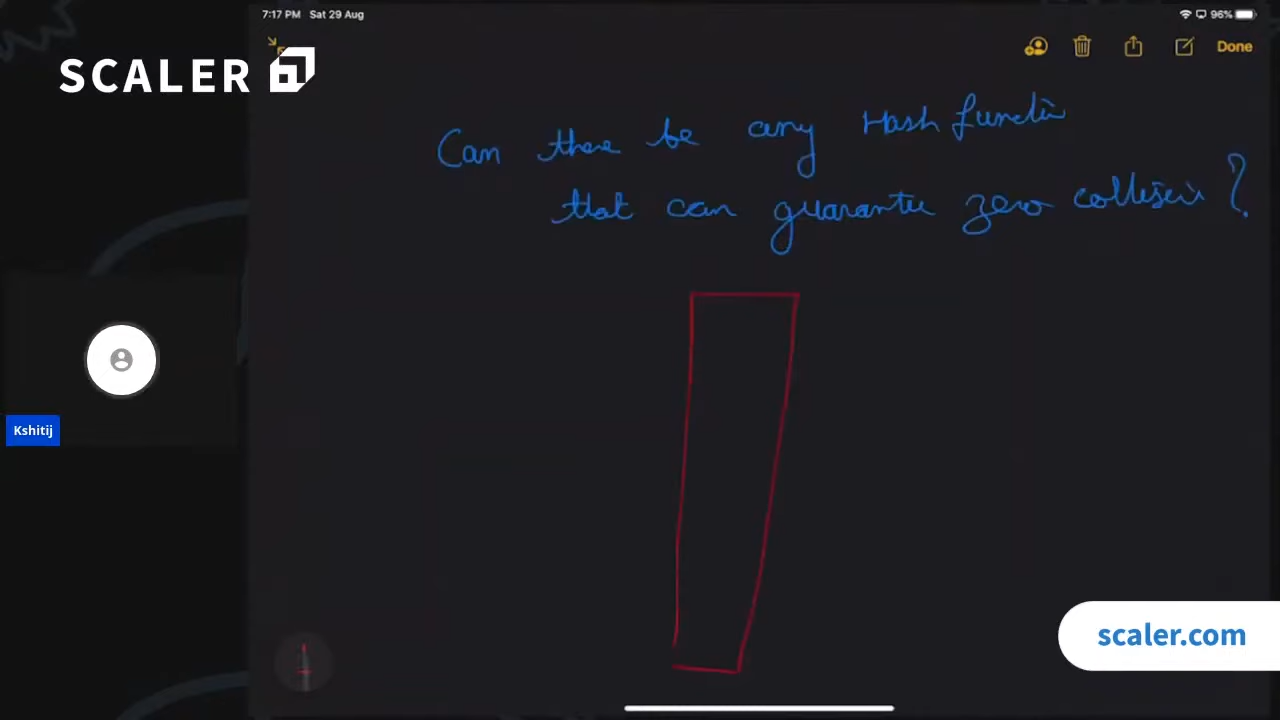 7:17 PM Sat 29 Aug
96%
Done
SCALER
Can there be any Hash function
that can guarantee zero collision?
Kshitij
scaler.com